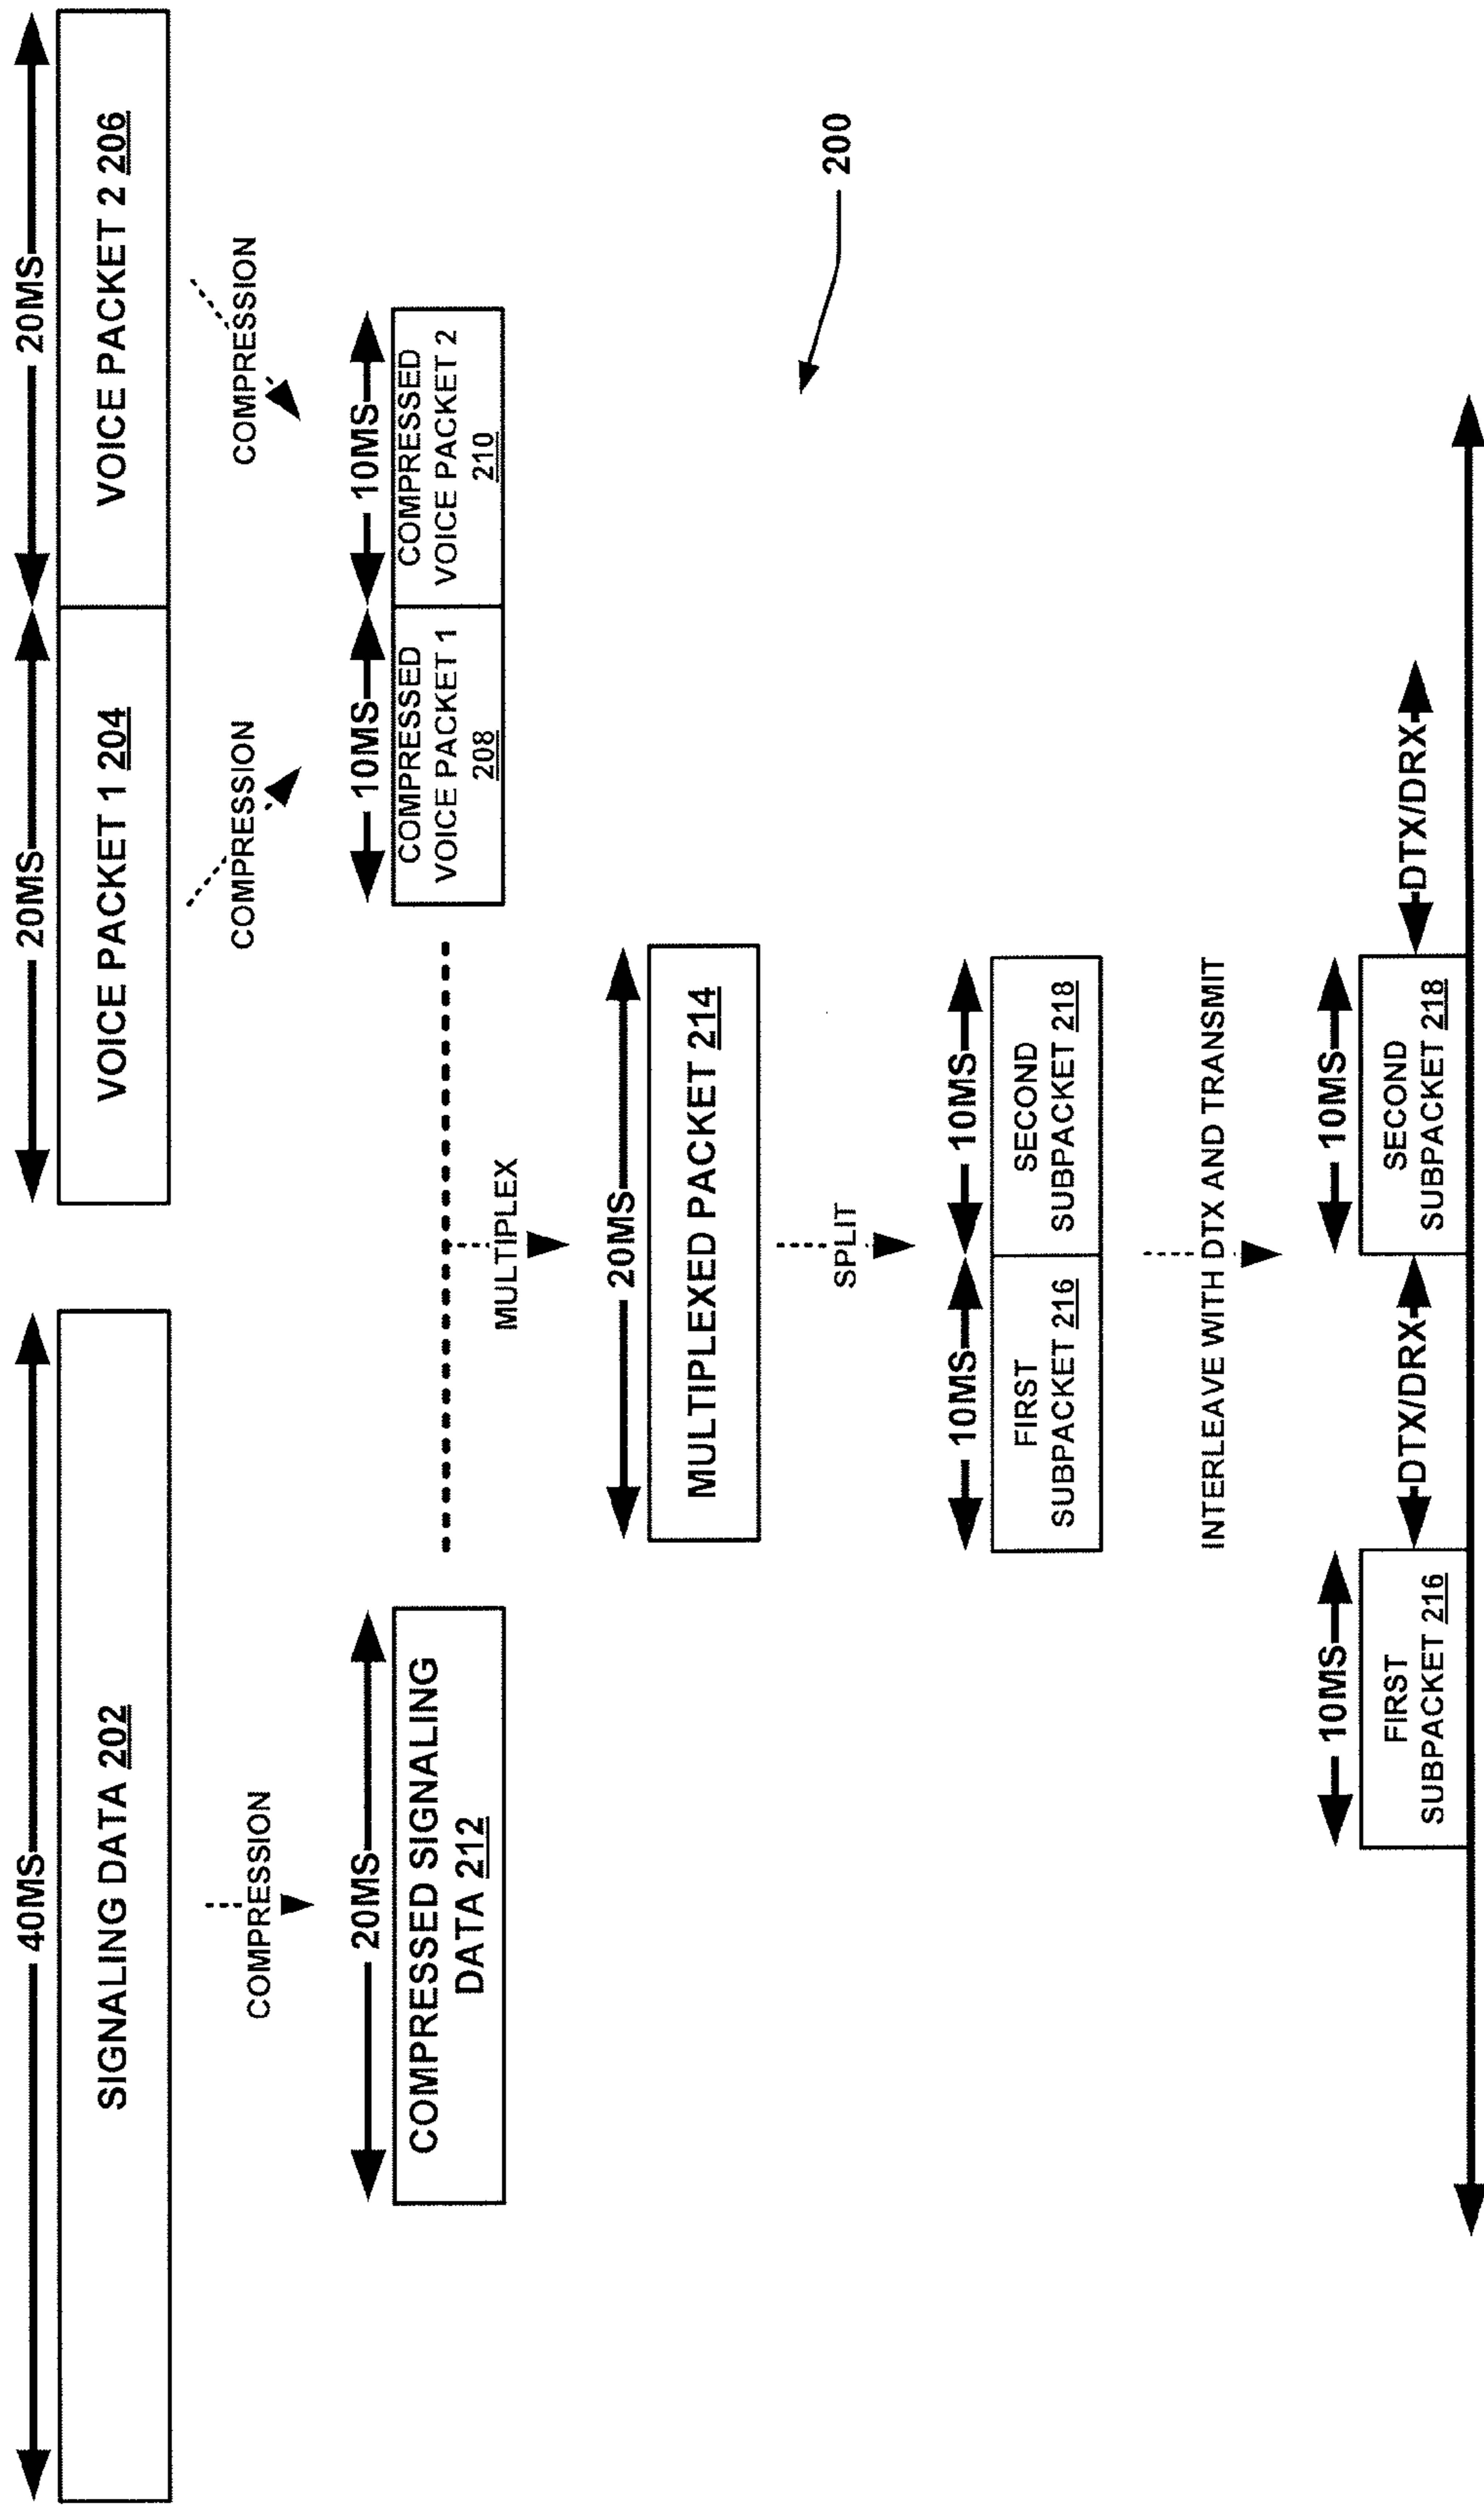 40MS
20MS
20MS
SIGNALING DATA 202
VOICE PACKET 1 204
VOICE PACKET 2 206
COMPRESSION
COMPRESSION
COMPRESSION
20MS
10MS
10MS
COMPRESSED SIGNALING
DATA 212
COMPRESSED
VOICE PACKET 1
208
COMPRESSED
VOICE PACKET 2
210
MULTIPLEX
20MS
MULTIPLEXED PACKET 214
200
SPLIT
10MS
10MS
FIRST
SUBPACKET 216
SECOND
SUBPACKET 218
INTERLEAVE WITH DTX AND TRANSMIT
10MS
10MS
FIRST
SUBPACKET 216
DTX/DRX
SECOND
SUBPACKET 218
DTX/DRX